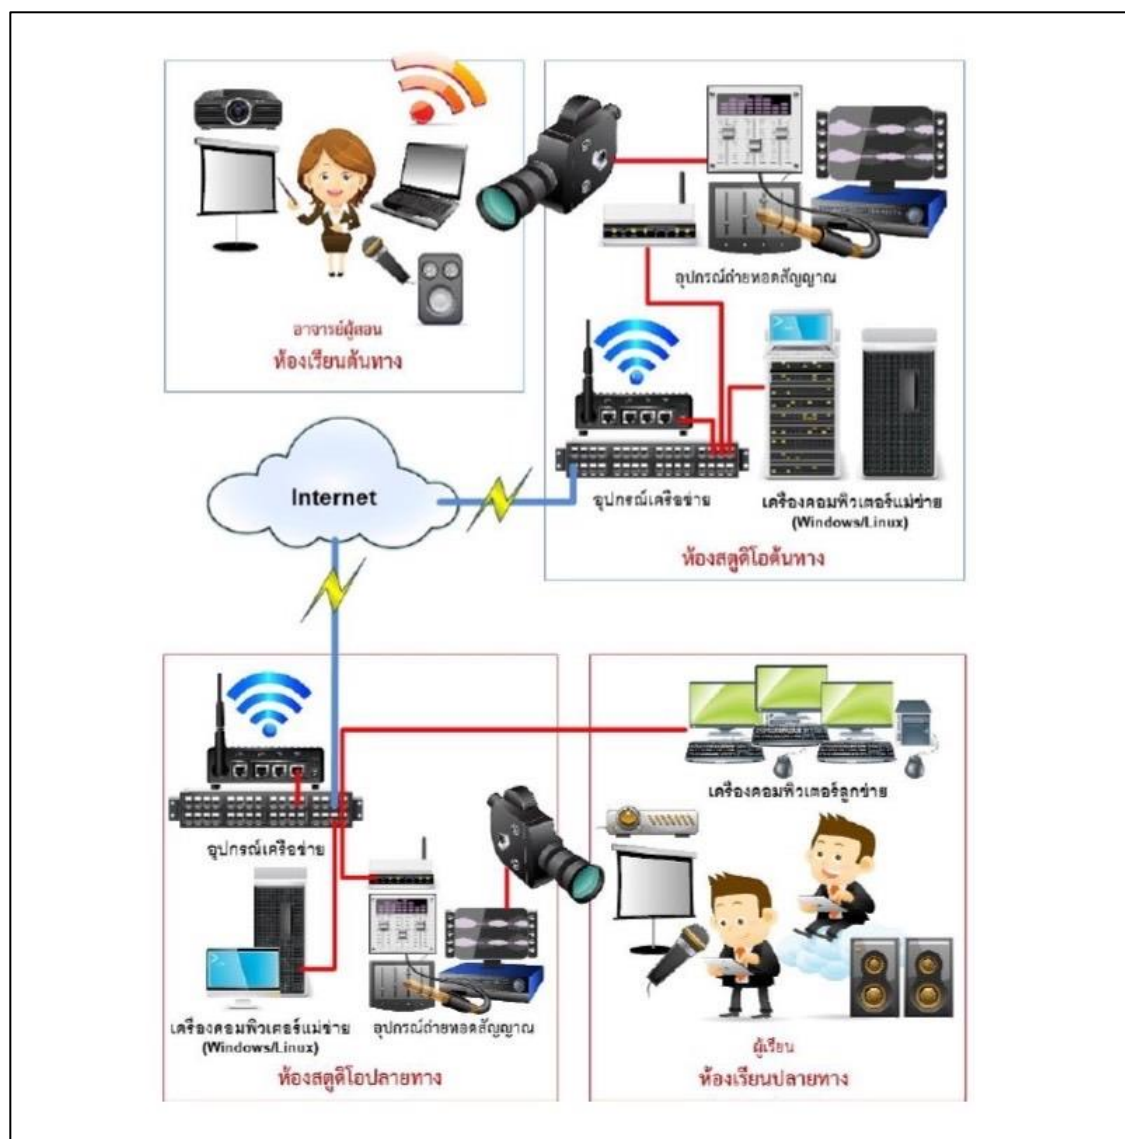 อุปกรณ์ถ่ายทอดสัญญาณ
อาจารย์ผู้สอน
ห้องเรียนต้นทาง
Internet
อุปกรณ์เครือข่าย
เครื่องคอมพิวเตอร์แม่ข่าย
(Windows/Linux)
ห้องสตูดิโอต้นทาง
เครื่องคอมพิวเตอร์ลูกข่าย
อุปกรณ์เครือข่าย
เครื่องคอมพิวเตอร์แม่ข่าย
(Windows/Linux)
อุปกรณ์ถ่ายทอดสัญญาณ
ห้องสตูดิโอปลายทาง
ผู้เรียน
ห้องเรียนปลายทาง